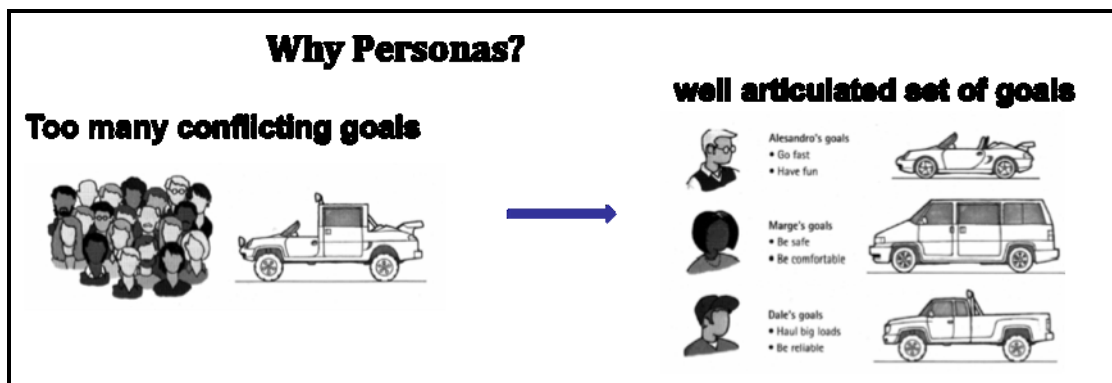 Why Personas?
Too many conflicting goals
well articulated set of goals
Alesandro's goals
• Go fast
• Have fun
Marge's goals
• Be safe
• Be comfortable
Dale's goals
• Haul big loads
• Be reliable